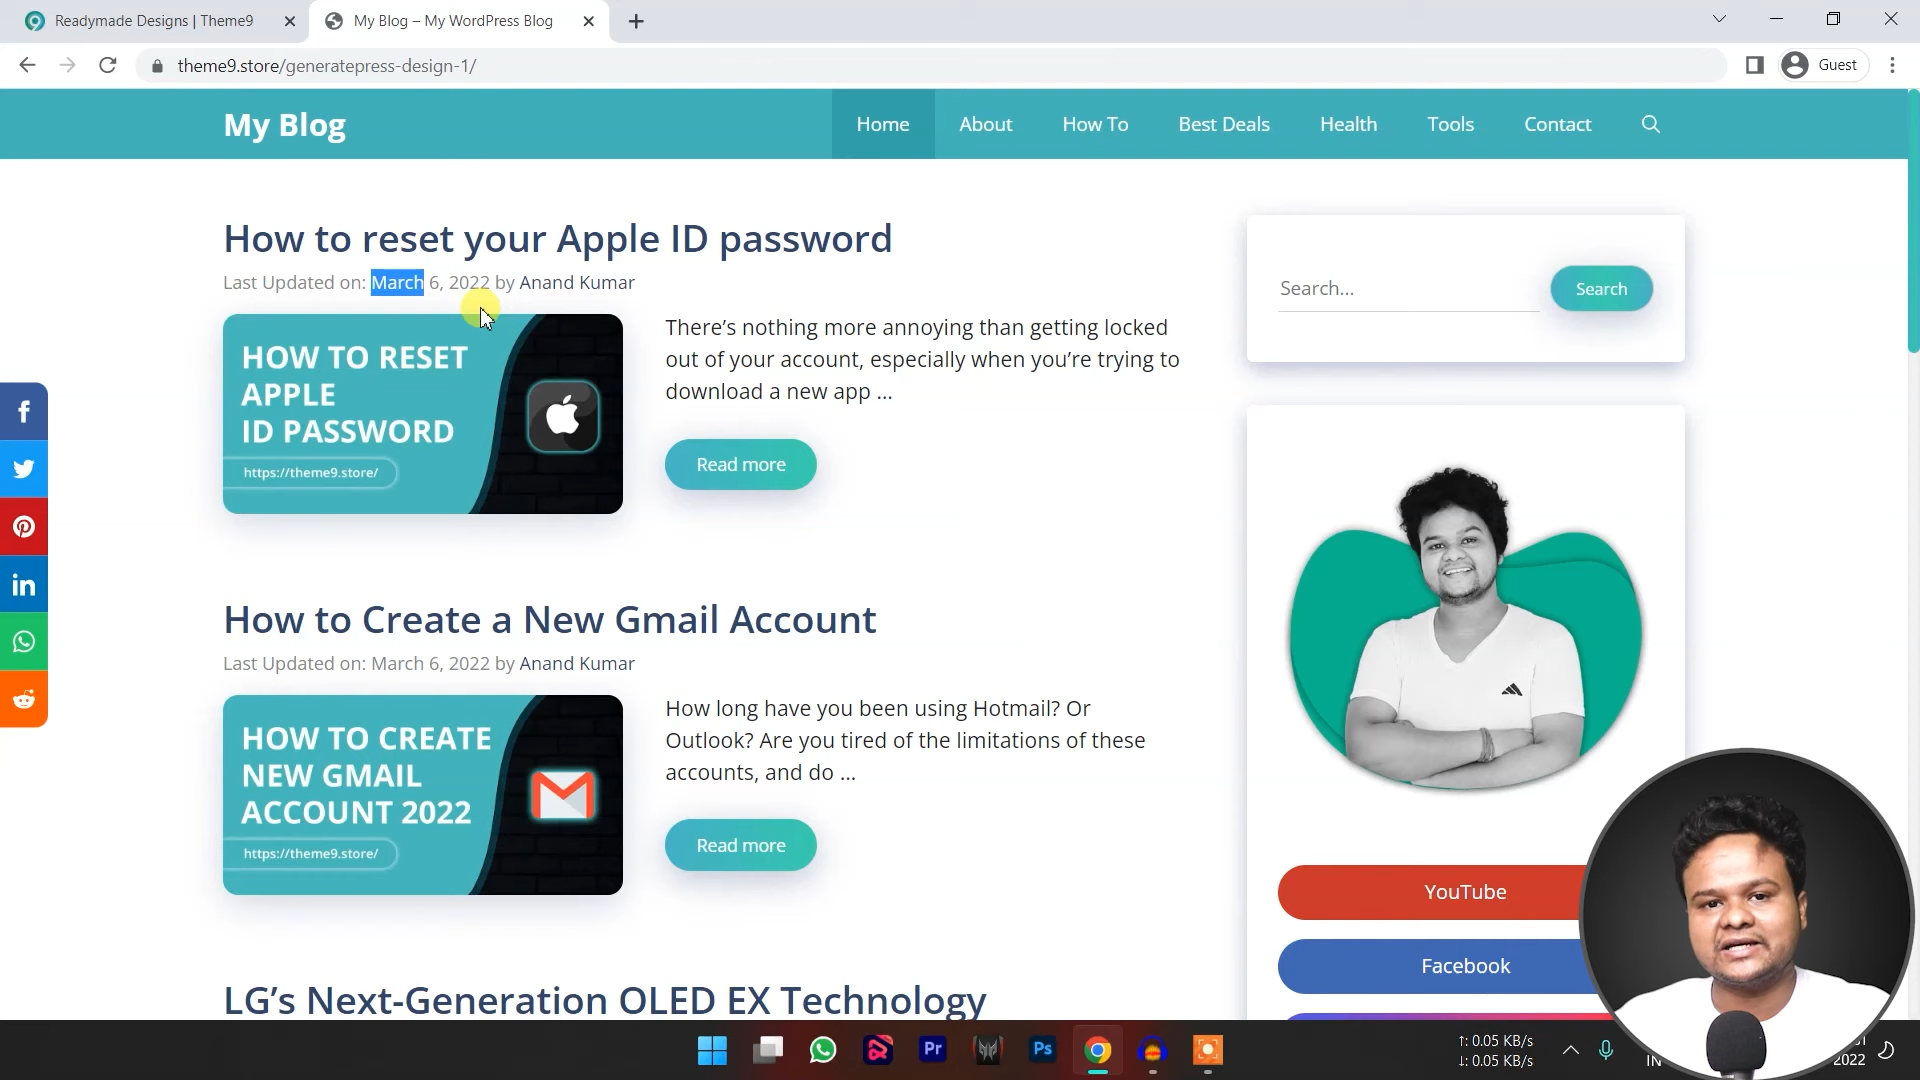 Readymade Designs | Theme9
My Blog – My WordPress Blog
theme9.store/generatepress-design-1/
Guest
My Blog
Home
About
How To
Best Deals
Health
Tools
Contact
How to reset your Apple ID password
Last Updated on: March 6, 2022 by Anand Kumar
HOW TO RESET
APPLE
ID PASSWORD
https://theme9.store/
There’s nothing more annoying than getting locked
out of your account, especially when you’re trying to
download a new app ...
Read more
Search...
Search
How to Create a New Gmail Account
Last Updated on: March 6, 2022 by Anand Kumar
HOW TO CREATE
NEW GMAIL
ACCOUNT 2022
https://theme9.store/
How long have you been using Hotmail? Or
Outlook? Are you tired of the limitations of these
accounts, and do ...
Read more
YouTube
Facebook
LG’s Next-Generation OLED EX Technology
Pr
Ps
↑: 0.05 KB/s
↓: 0.05 KB/s
IN
2022